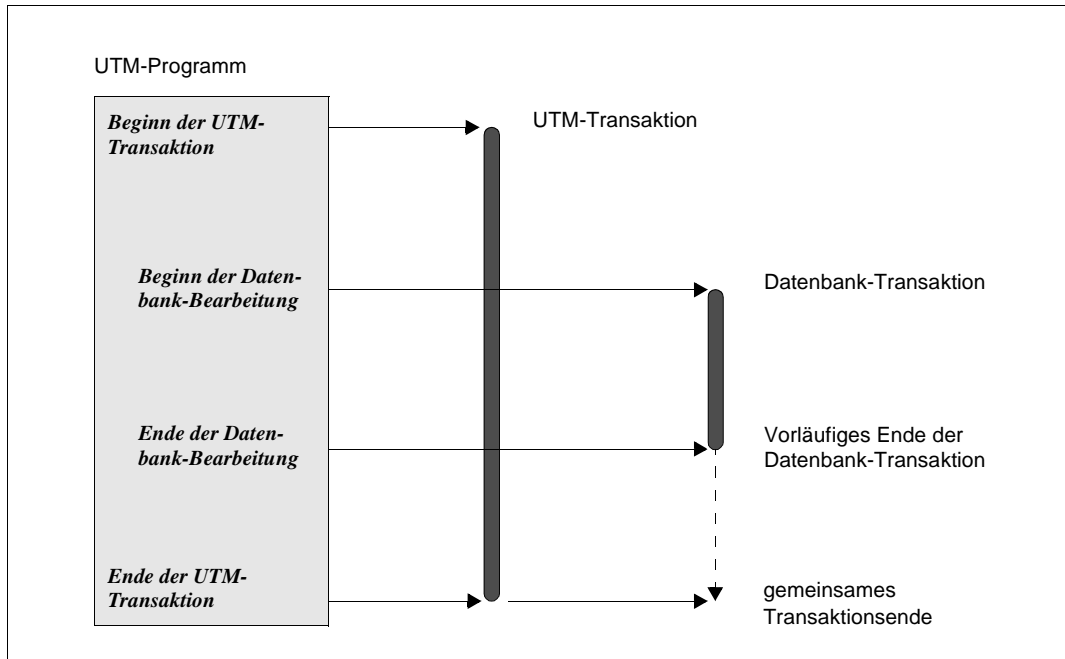 UTM-Programm
Beginn der UTM-
Transaktion
UTM-Transaktion
Beginn der Daten-
bank-Bearbeitung
Datenbank-Transaktion
Ende der Daten-
bank-Bearbeitung
Vorläufiges Ende der
Datenbank-Transaktion
Ende der UTM-
Transaktion
gemeinsames
Transaktionsende